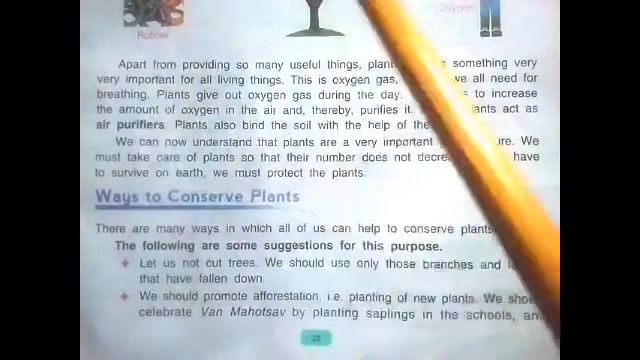 Rubber
Oxygen
Apart from providing so many useful things, something very
very important for all living things. This is oxygen gas, we all need for
breathing. Plants give out oxygen gas during the day. to increase
the amount of oxygen in the air and, thereby, purifies it. act as
air purifiers Plants also bind the soil with the help of
We can now understand that plants are a very important We
must take care of plants so that their number does not have
to survive on earth, we must protect the plants.
Ways to Conserve Plants
There are many ways in which all of us can help to conserve plants
The following are some suggestions for this purpose.
✦ Let us not cut trees. We should use only those branches and
that have fallen down
✦ We should promote afforestation, i.e. planting of new plants. We
celebrate Van Mahotsav by planting saplings in the schools,
33